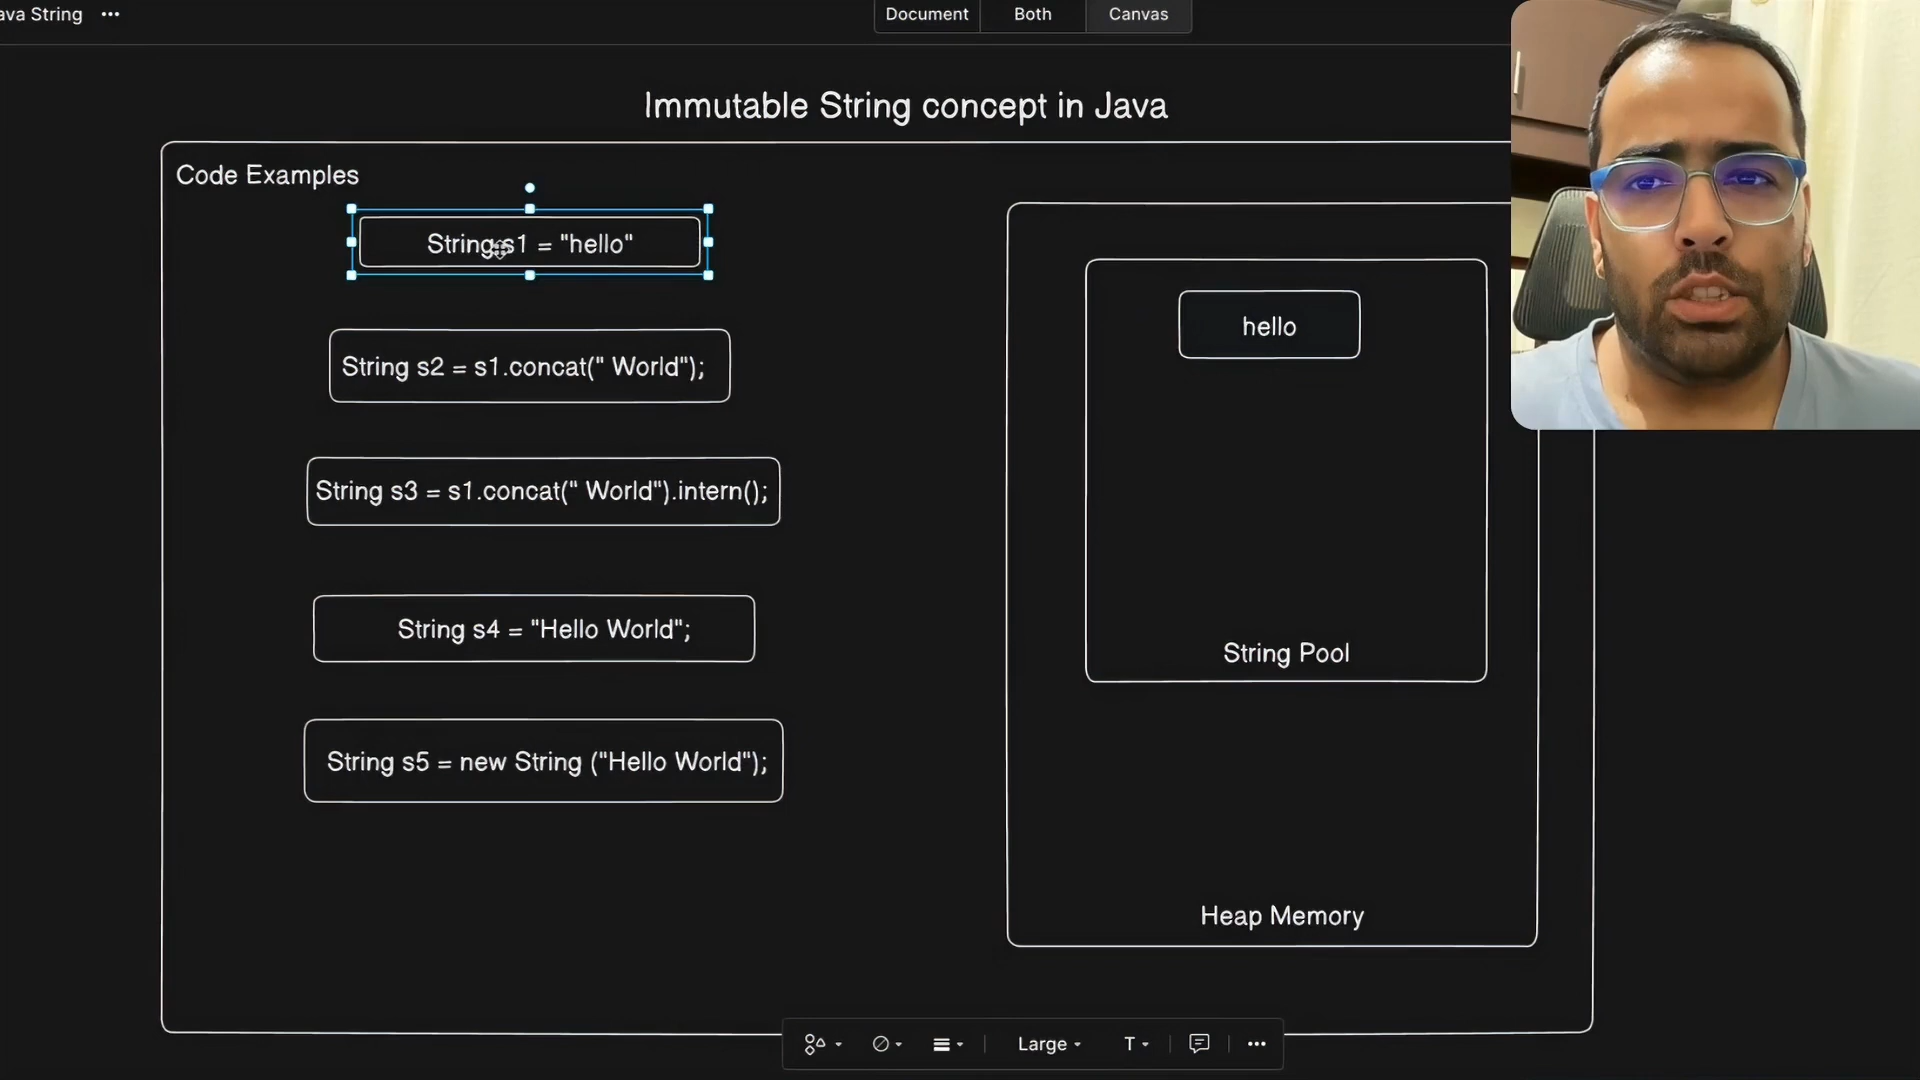 ava String
Document
Both
Canvas
Immutable String concept in Java
Code Examples
String s1 = "hello"
String s2 = s1.concat(" World");
String s3 = s1.concat(" World").intern();
String s4 = "Hello World";
String s5 = new String ("Hello World");
hello
String Pool
Heap Memory
Large
T